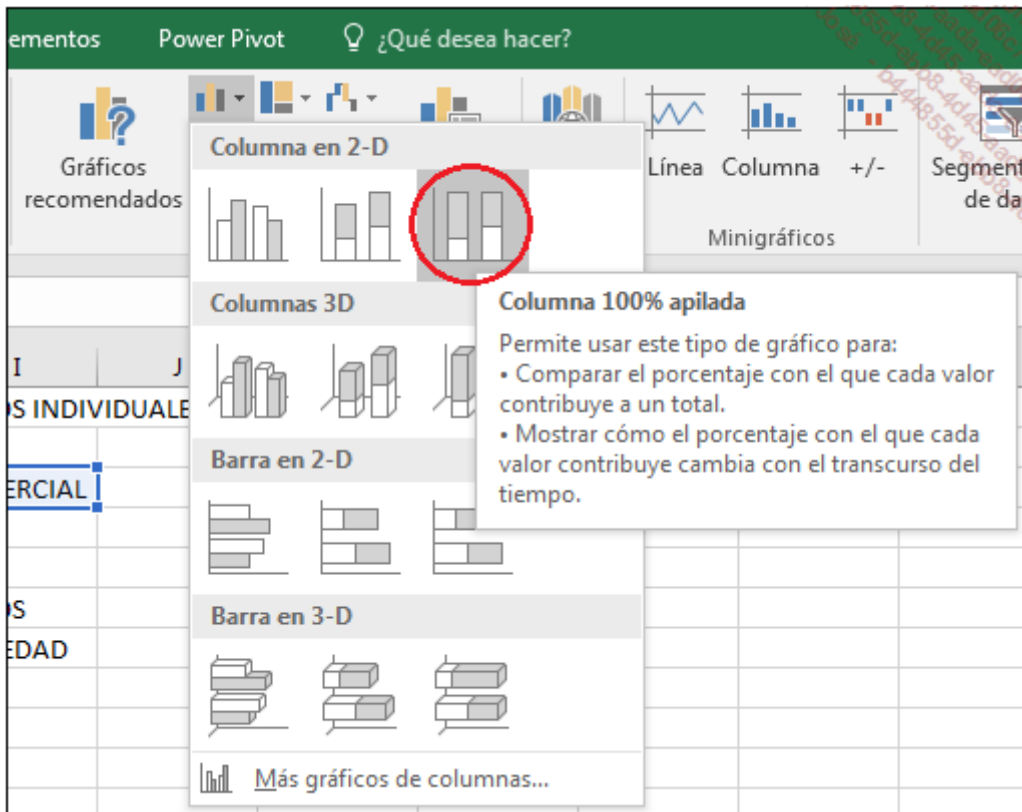 ementos Power Pivot ¿Qué desea hacer?
Gráficos
recomendados
Línea Columna +/-
Segment
de da
Minigráficos
Columna en 2-D
Columnas 3D
Columna 100% apilada
Permite usar este tipo de gráfico para:
• Comparar el porcentaje con el que cada valor
contribuye a un total.
• Mostrar cómo el porcentaje con el que cada
valor contribuye cambia con el transcurso del
tiempo.
I J
OS INDIVIDUALE
ERCIAL
OS
EDAD
Barra en 2-D
Barra en 3-D
Más gráficos de columnas...